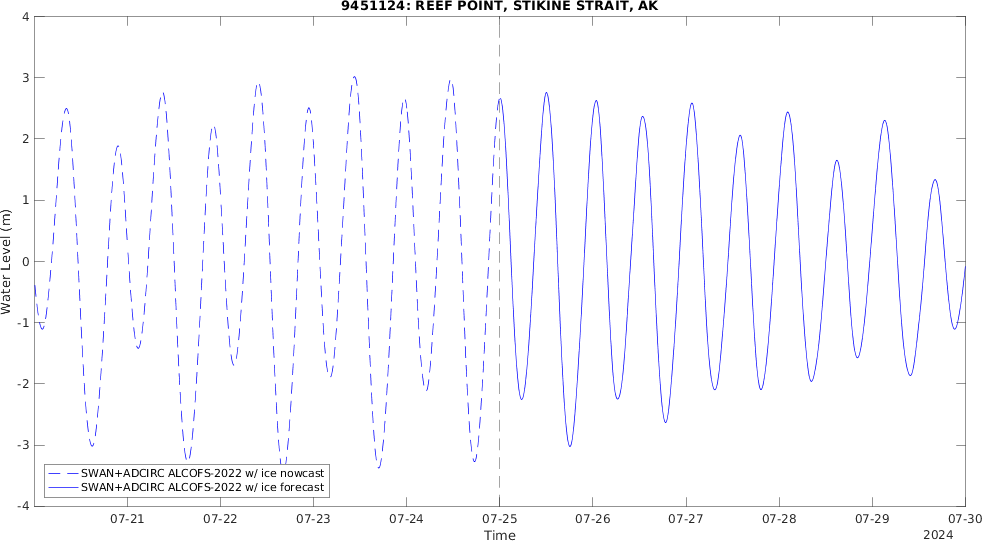 9451124: REEF POINT, STIKINE STRAIT, AK
4
3
2
1
0
-1
-2
-3
-4
Water Level (m)
SWAN+ADCIRC ALCOFS-2022 w/ ice nowcast
SWAN+ADCIRC ALCOFS-2022 w/ ice forecast
07-21 07-22 07-23 07-24 07-25 07-26 07-27 07-28 07-29 07-30
Time
2024